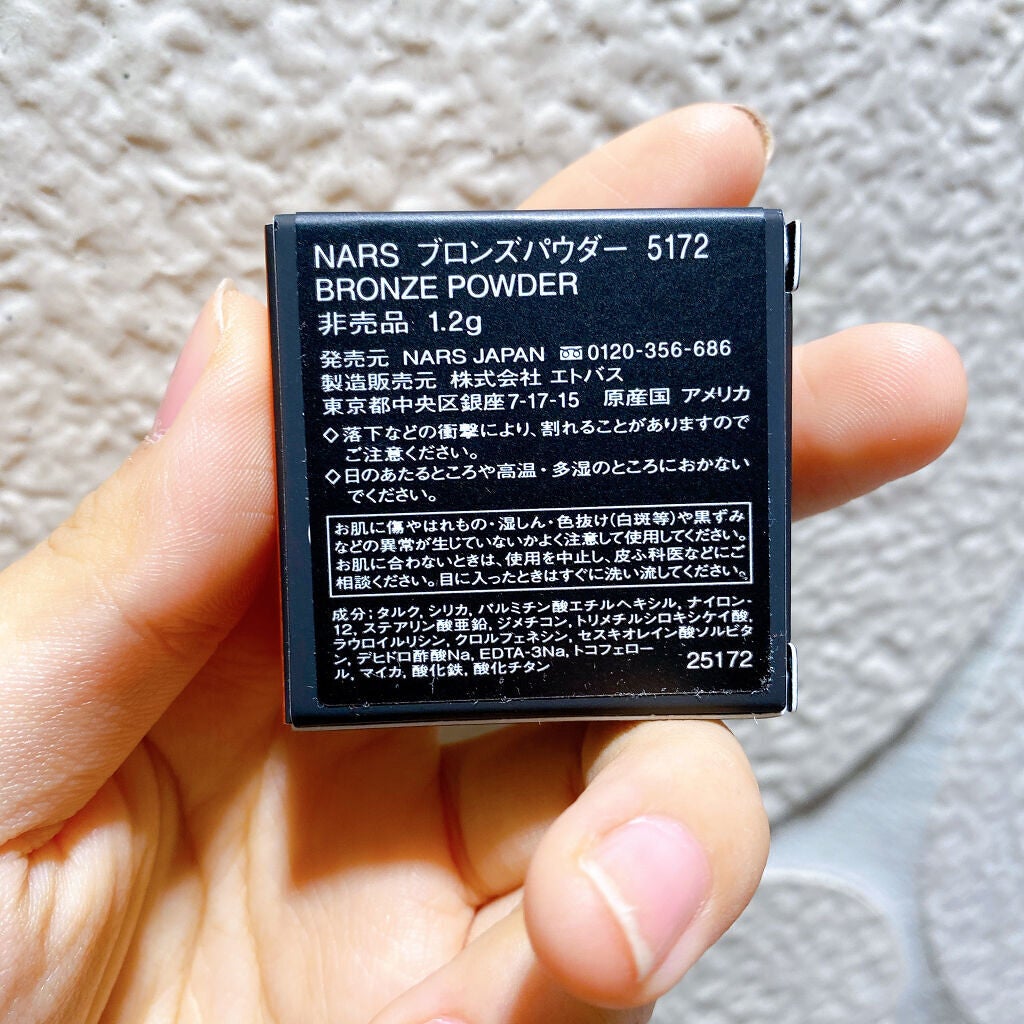 NARS ブロンズパウダー 5172
BRONZE POWDER
非売品 1.2g
発売元 NARS JAPAN 0120-356-686
製造販売元 株式会社 エトバス
東京都中央区銀座7-17-15 原産国 アメリカ
◇落下などの衝撃により、割れることがありますので
ご注意ください。
◇日のあたるところや高温・多湿のところにおかない
でください。
お肌に傷やはれもの・湿しん・色抜け(白斑等)や黒ずみ
などの異常が生じていないかよく注意して使用してください。
お肌に合わないときは、使用を中止し、皮ふ科医などにご
相談ください。目に入ったときはすぐに洗い流してください。
成分；タルク, シリカ, パルミチン酸エチルヘキシル, ナイロン-
12, ステアリン酸亜鉛, ジメチコン, トリメチルシロキシケイ酸,
ラウロイルリシン, クロルフェネシン, セスキオレイン酸ソルビタ
ン, デヒドロ酢酸Na, EDTA-3Na, トコフェロー
ル, マイカ, 酸化鉄, 酸化チタン
25172